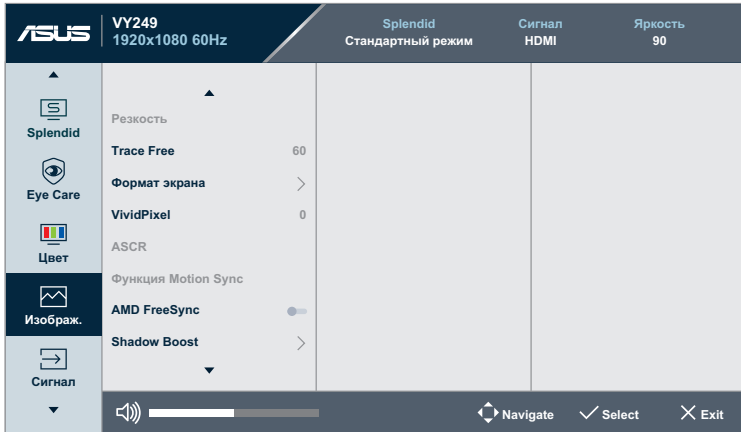 ASUS
VY249
1920x1080 60Hz
Splendid
Стандартный режим
Сигнал
HDMI
Яркость
90
S
Splendid
Eye Care
Цвет
Изображ.
Сигнал
Резкость
Trace Free 60
Формат экрана
VividPixel 0
ASCR
Функция Motion Sync
AMD FreeSync
Shadow Boost
Navigate Select Exit